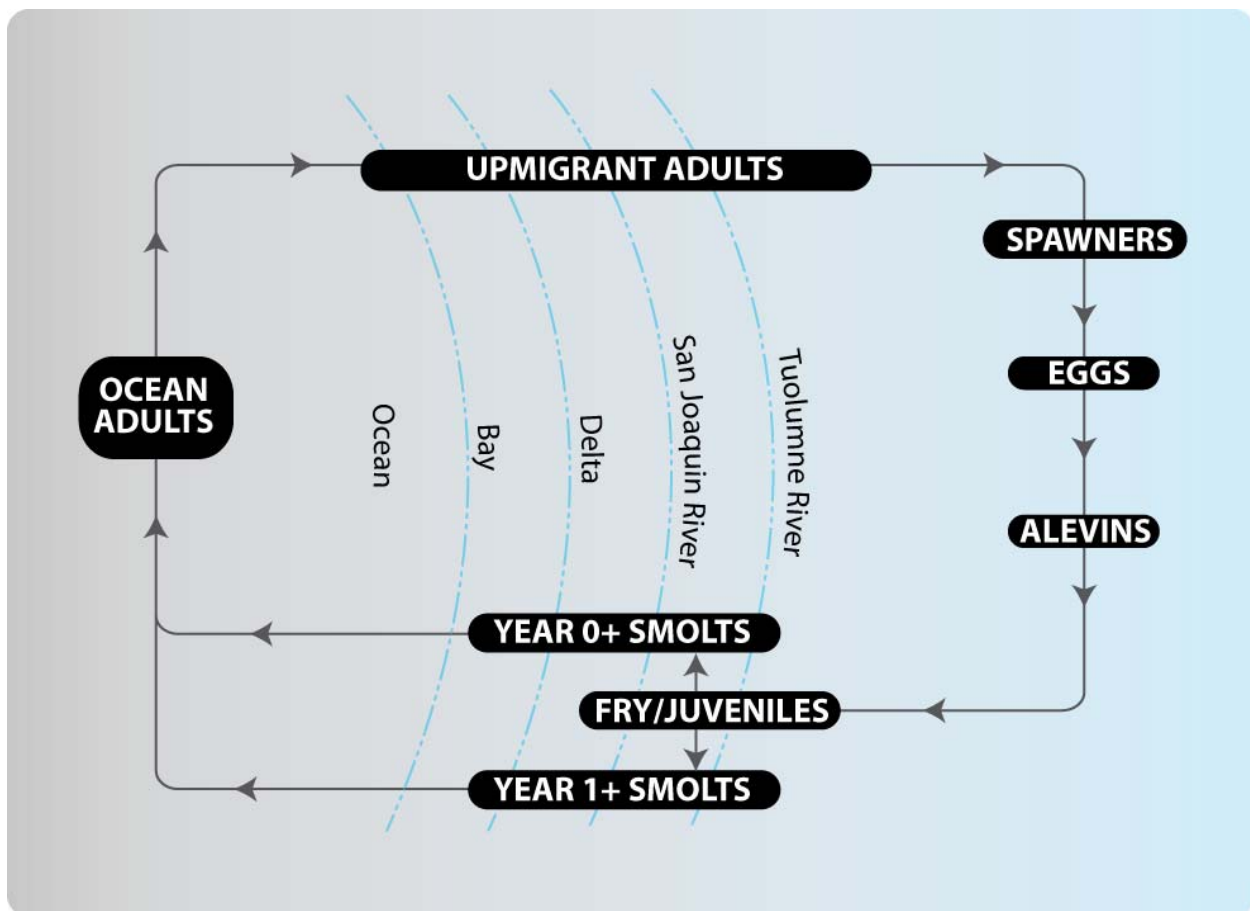 UPMIGRANT ADULTS
SPAWNERS
OCEAN
ADULTS
EGGS
Ocean
Bay
Delta
San Joaquin River
Tuolumne River
ALEVINS
YEAR 0+ SMOLTS
FRY/JUVENILES
YEAR 1+ SMOLTS